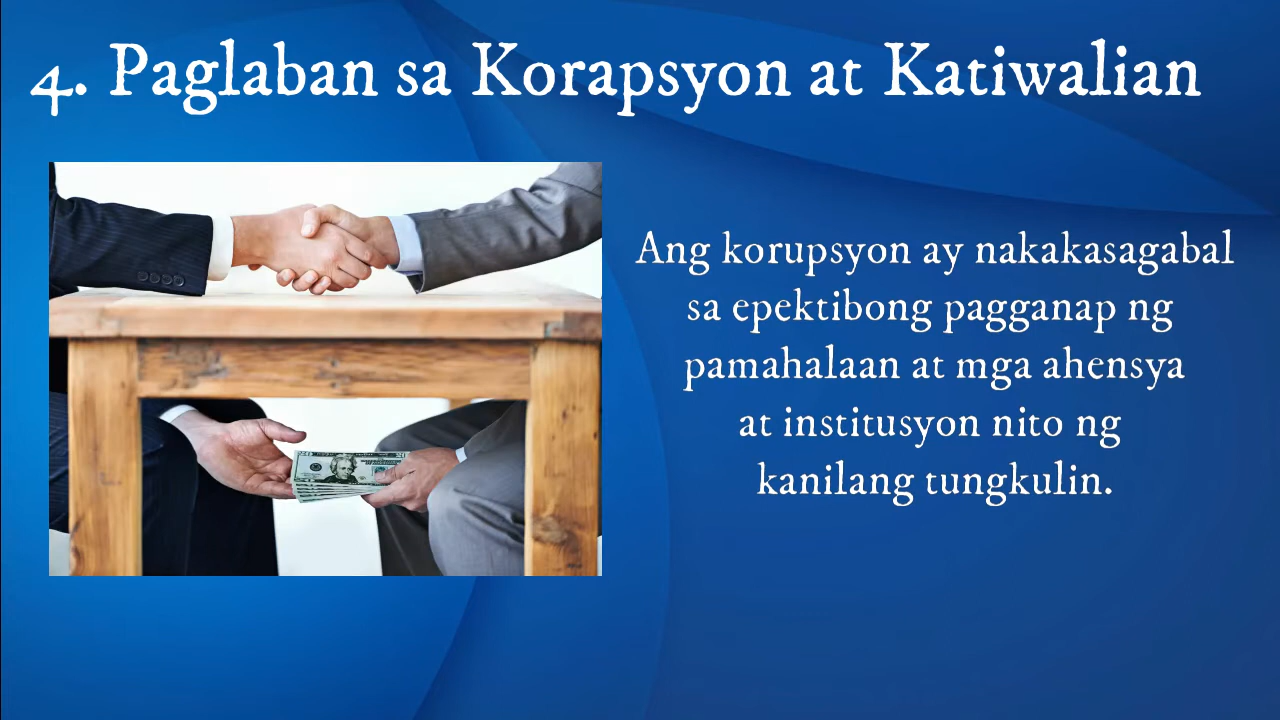 4. Paglaban sa Korapsyon at Katiwalian
Ang korupsyon ay nakakasagabal
sa epektibong pagganap ng
pamahalaan at mga ahensya
at institusyon nito ng
kanilang tungkulin.
20